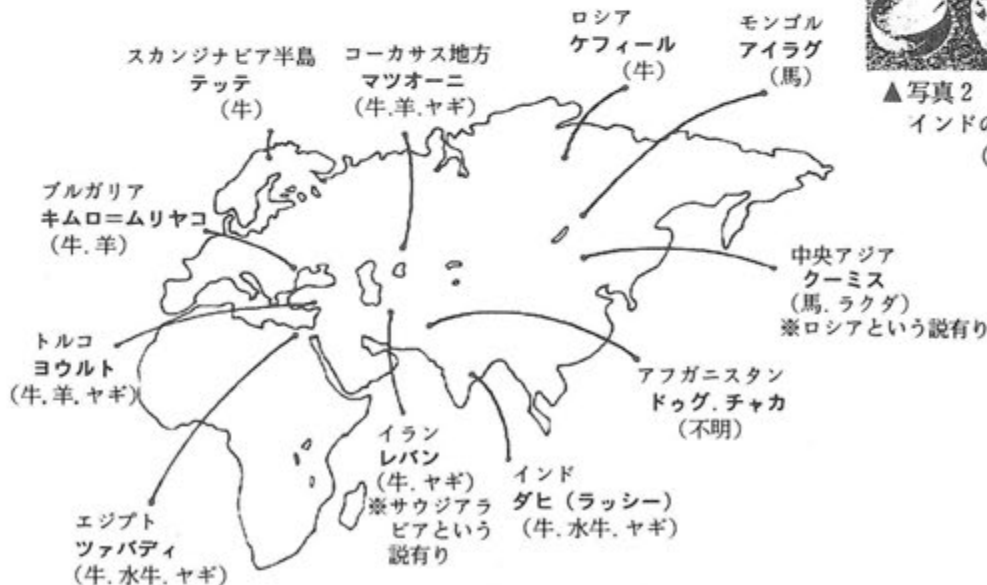 スカンジナビア半島
テッテ
(牛)
コーカサス地方
マツオーニ
(牛.羊.ヤギ)
ロシア
ケフィール
(牛)
モンゴル
アイラグ
(馬)
▲写真2
インドの
(
ブルガリア
キムロ=ムリヤコ
(牛.羊)
中央アジア
クーミス
(馬.ラクダ)
※ロシアという説有り
トルコ
ヨウルト
(牛.羊.ヤギ)
アフガニスタン
ドゥグ.チャカ
(不明)
イラン
レバン
(牛.ヤギ)
※サウジアラ
ビアという
説有り
インド
ダヒ(ラッシー)
(牛.水牛.ヤギ)
エジプト
ツァバディ
(牛.水牛.ヤギ)